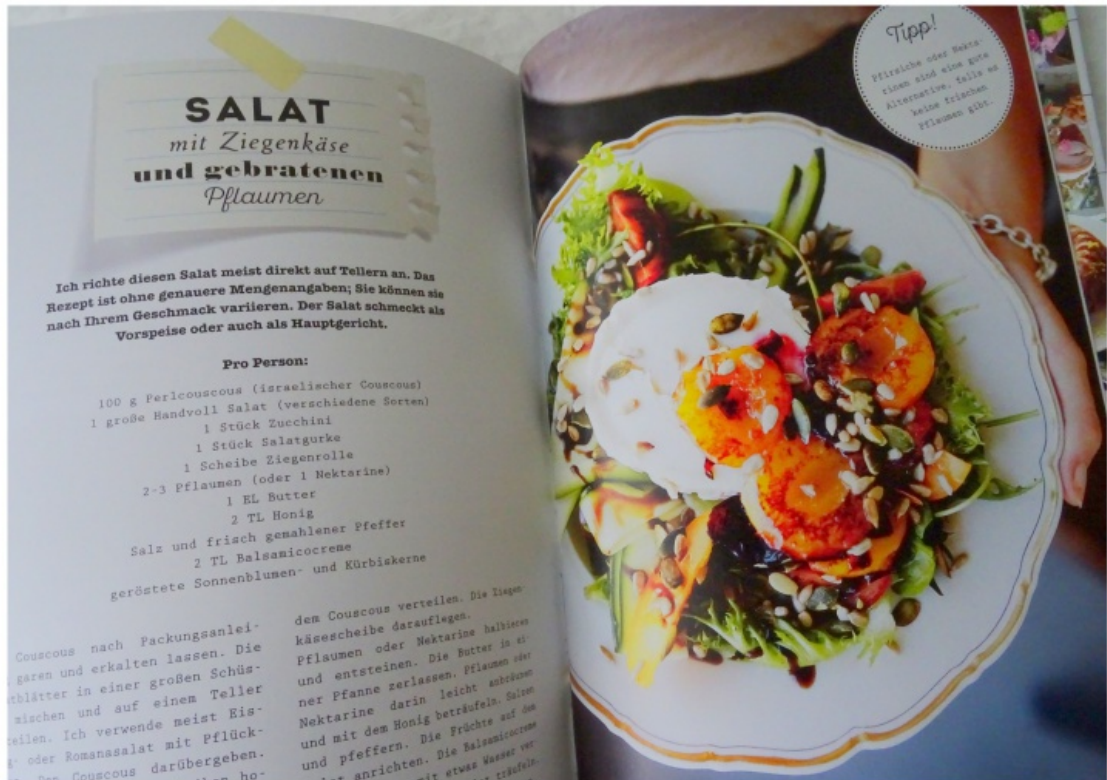 SALAT
mit Ziegenkäse
und gebratenen
Pflaumen
Ich richte diesen Salat meist direkt auf Tellern an. Das
Rezept ist ohne genauere Mengenangaben; Sie können sie
nach Ihrem Geschmack variieren. Der Salat schmeckt als
Vorspeise oder auch als Hauptgericht.
Pro Person:
100 g Perlcouscous (israelischer Couscous)
1 große Handvoll Salat (verschiedene Sorten)
1 Stück Zucchini
1 Stück Salatgurke
1 Scheibe Ziegenrolle
2-3 Pflaumen (oder 1 Nektarine)
1 EL Butter
2 TL Honig
Salz und frisch gemahlener Pfeffer
2 TL Balsamicocreme
geröstete Sonnenblumen- und Kürbiskerne
Couscous nach Packungsanlei-
garen und erkalten lassen. Die
tblätter in einer großen Schüs-
mischen und auf einem Teller
teilen. Ich verwende meist Eis-
oder Romanasalat mit Pflück-
Couscous darübergeben.
ho-
dem Couscous verteilen. Die Ziegen-
käsescheibe darauflegen.
Pflaumen oder Nektarine halbieren
und entsteinen. Die Butter in ei-
ner Pfanne zerlassen. Pflaumen oder
Nektarine darin leicht anbräunen
und mit dem Honig beträufeln. Salzen
und pfeffern. Die Früchte auf dem
anrichten. Die Balsamicocreme
mit etwas Wasser ver-
träufeln.
Tipp!
Pfirsiche oder Nekta-
rinen sind eine gute
Alternative, falls es
keine frischen
Pflaumen gibt.